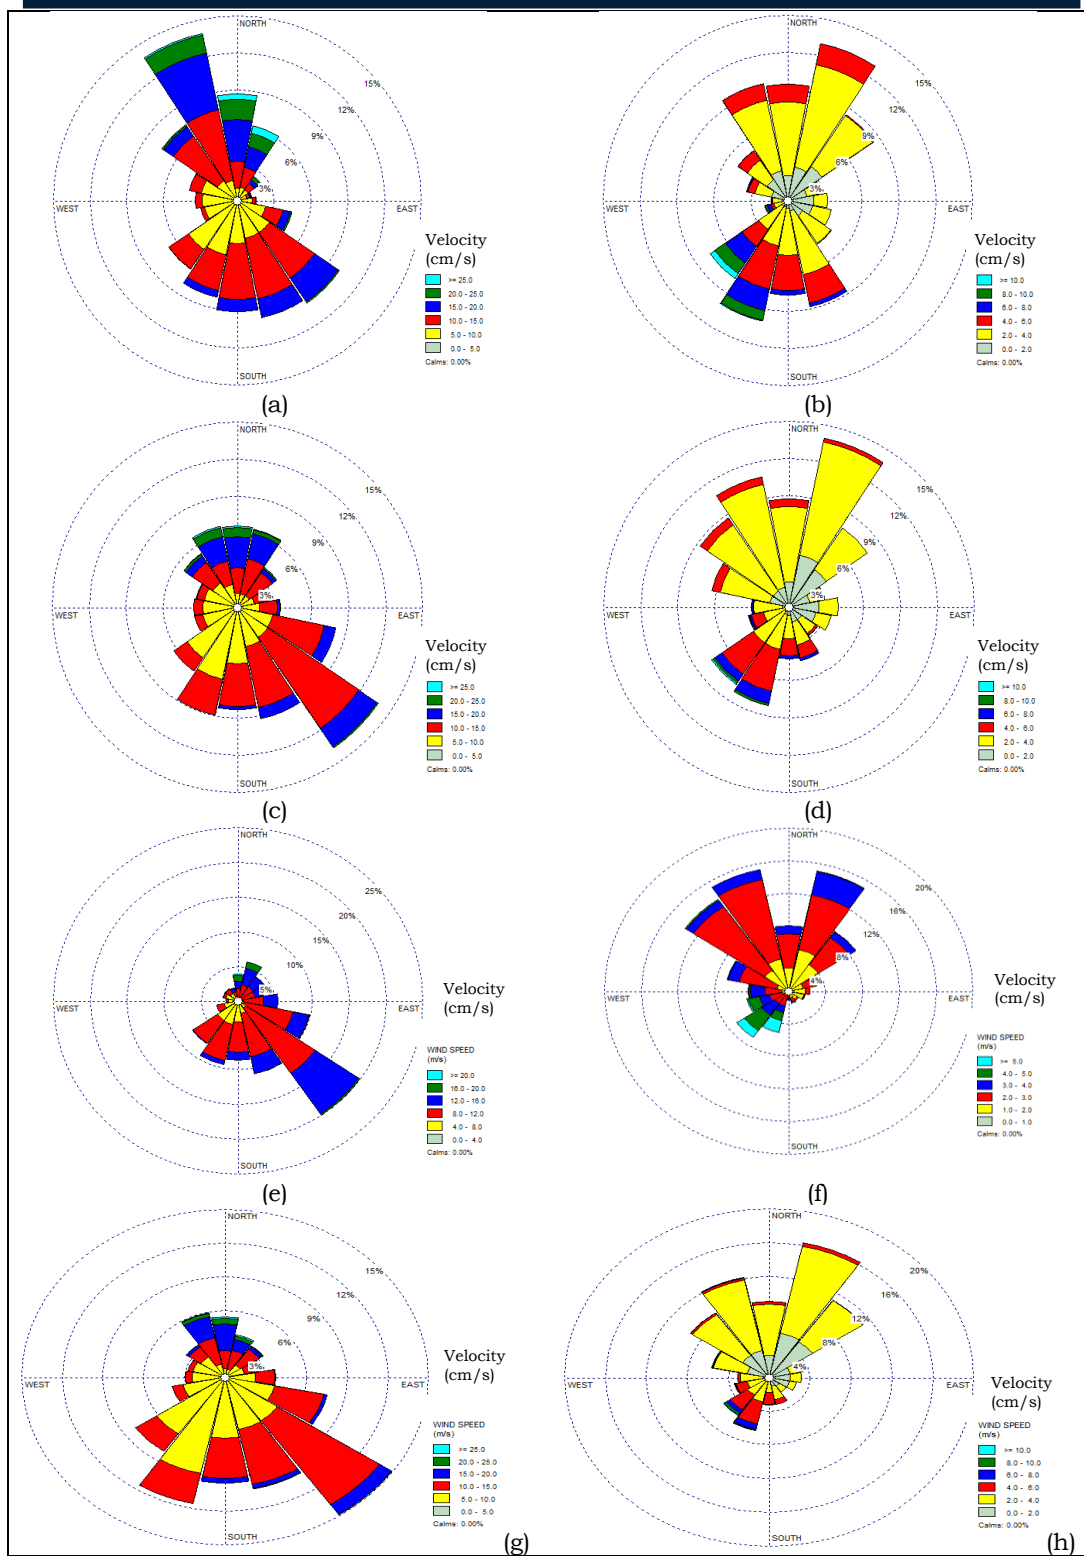 NORTH
15%
12%
9%
6%
3%
WEST
EAST
SOUTH
Velocity
(cm/s)
>= 25.0
20.0 - 25.0
15.0 - 20.0
10.0 - 15.0
5.0 - 10.0
0.0 - 5.0
Calms: 0.00%
(a)
NORTH
15%
12%
9%
6%
3%
WEST
EAST
SOUTH
Velocity
(cm/s)
>= 10.0
8.0 - 10.0
6.0 - 8.0
4.0 - 6.0
2.0 - 4.0
0.0 - 2.0
Calms: 0.00%
(b)
NORTH
15%
12%
9%
6%
3%
WEST
EAST
SOUTH
Velocity
(cm/s)
>= 25.0
20.0 - 25.0
15.0 - 20.0
10.0 - 15.0
5.0 - 10.0
0.0 - 5.0
Calms: 0.00%
(c)
NORTH
15%
12%
9%
6%
3%
WEST
EAST
SOUTH
Velocity
(cm/s)
>= 10.0
8.0 - 10.0
6.0 - 8.0
4.0 - 6.0
2.0 - 4.0
0.0 - 2.0
Calms: 0.00%
(d)
NORTH
25%
20%
15%
10%
5%
WEST
EAST
SOUTH
Velocity
(cm/s)
WIND SPEED
(m/s)
>= 20.0
16.0 - 20.0
12.0 - 16.0
8.0 - 12.0
4.0 - 8.0
0.0 - 4.0
Calms: 0.00%
(e)
NORTH
20%
16%
12%
8%
4%
WEST
EAST
SOUTH
Velocity
(cm/s)
WIND SPEED
(m/s)
>= 5.0
4.0 - 5.0
3.0 - 4.0
2.0 - 3.0
1.0 - 2.0
0.0 - 1.0
Calms: 0.00%
(f)
NORTH
15%
12%
9%
6%
3%
WEST
EAST
SOUTH
Velocity
(cm/s)
WIND SPEED
(m/s)
>= 25.0
20.0 - 25.0
15.0 - 20.0
10.0 - 15.0
5.0 - 10.0
0.0 - 5.0
Calms: 0.00%
(g)
NORTH
20%
16%
12%
8%
4%
WEST
EAST
SOUTH
Velocity
(cm/s)
WIND SPEED
(m/s)
>= 10.0
8.0 - 10.0
6.0 - 8.0
4.0 - 6.0
2.0 - 4.0
0.0 - 2.0
Calms: 0.00%
(h)